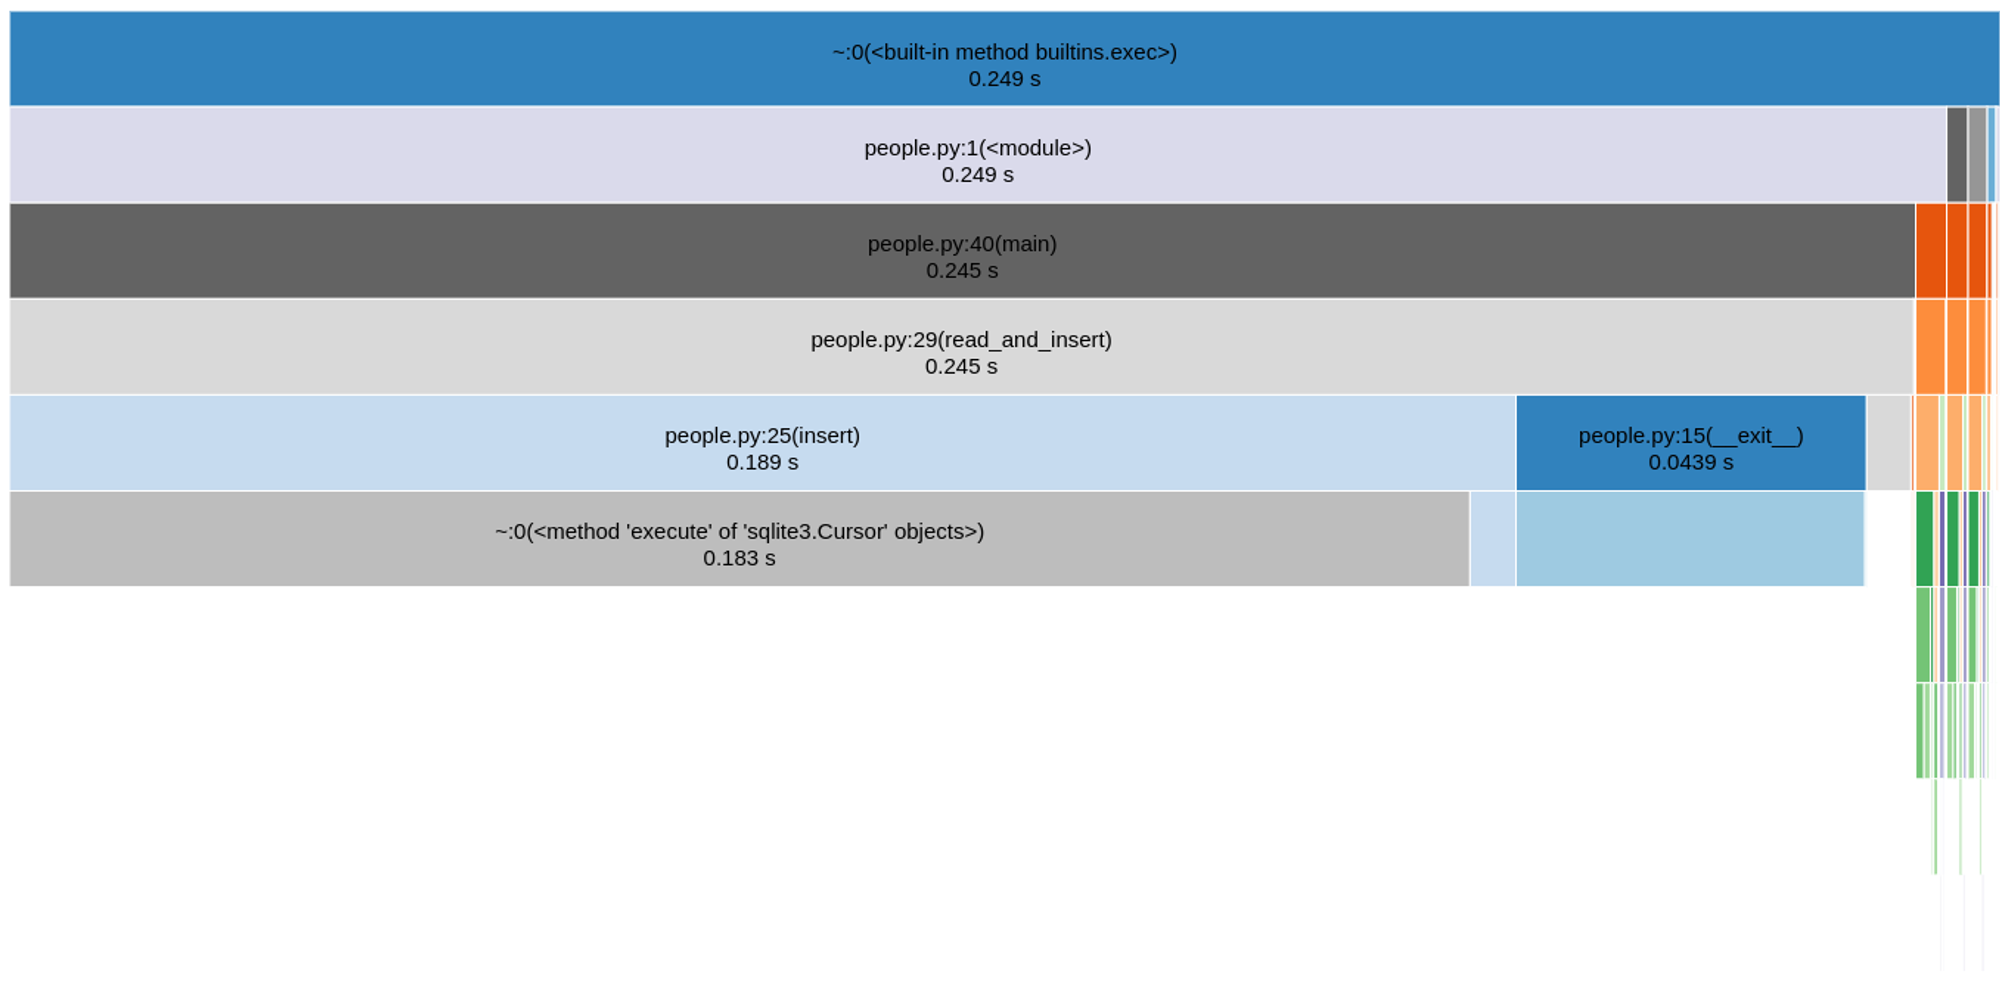 ~:0(<built-in method builtins.exec>)
0.249 s
people.py:1(<module>)
0.249 s
people.py:40(main)
0.245 s
people.py:29(read_and_insert)
0.245 s
people.py:25(insert)
0.189 s
people.py:15(__exit__)
0.0439 s
~:0(<method 'execute' of 'sqlite3.Cursor' objects>)
0.183 s